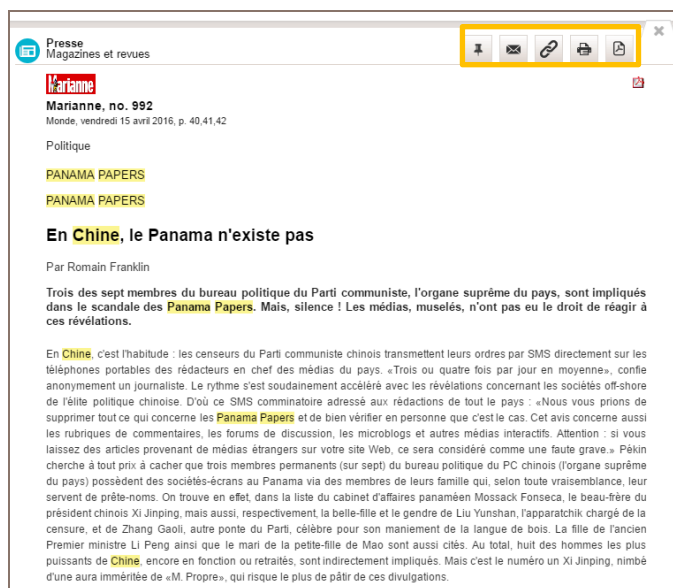 Presse
Magazines et revues
Marianne
Marianne, no. 992
Monde, vendredi 15 avril 2016, p. 40,41,42
Politique
PANAMA PAPERS
PANAMA PAPERS
En Chine, le Panama n'existe pas
Par Romain Franklin
Trois des sept membres du bureau politique du Parti communiste, l'organe suprême du pays, sont impliqués
dans le scandale des Panama Papers. Mais, silence ! Les médias, muselés, n'ont pas eu le droit de réagir à
ces révélations.
En Chine, c'est l'habitude : les censeurs du Parti communiste chinois transmettent leurs ordres par SMS directement sur les
téléphones portables des rédacteurs en chef des médias du pays. «Trois ou quatre fois par jour en moyenne», confie
anonymement un journaliste. Le rythme s'est soudainement accéléré avec les révélations concernant les sociétés off-shore
de l'élite politique chinoise. D'où ce SMS comminatoire adressé aux rédactions de tout le pays : «Nous vous prions de
supprimer tout ce qui concerne les Panama Papers et de bien vérifier en personne que c'est le cas. Cet avis concerne aussi
les rubriques de commentaires, les forums de discussion, les microblogs et autres médias interactifs. Attention : si vous
laissez des articles provenant de médias étrangers sur votre site Web, ce sera considéré comme une faute grave.» Pékin
cherche à tout prix à cacher que trois membres permanents (sur sept) du bureau politique du PC chinois (l'organe suprême
du pays) possèdent des sociétés-écrans au Panama via des membres de leurs famille qui, selon toute vraisemblance, leur
servent de prête-noms. On trouve en effet, dans la liste du cabinet d'affaires panaméen Mossack Fonseca, le beau-frère du
président chinois Xi Jinping, mais aussi, respectivement, la belle-fille et le gendre de Liu Yunshan, l'apparatchik chargé de la
censure, et de Zhang Gaoli, autre ponte du Parti, célèbre pour son maniement de la langue de bois. La fille de l'ancien
Premier ministre Li Peng ainsi que le mari de la petite-fille de Mao sont aussi cités. Au total, huit des hommes les plus
puissants de Chine, encore en fonction ou retraités, sont indirectement impliqués. Mais c'est le numéro un Xi Jinping, nimbé
d'une aura imméritée de «M. Propre», qui risque le plus de pâtir de ces divulgations.